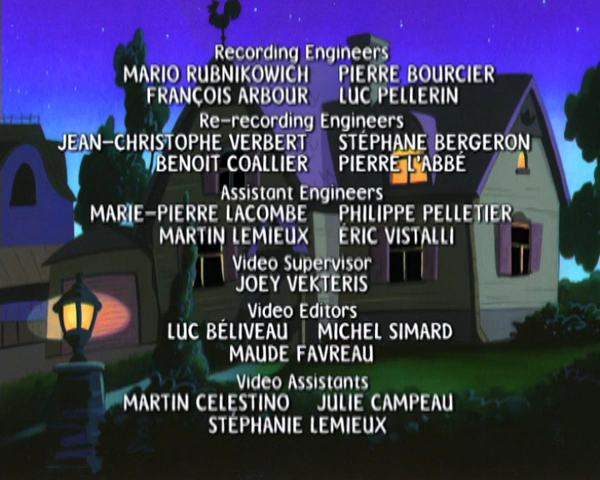 Recording Engineers
MARIO RUBNIKOWICH PIERRE BOURCIER
FRANÇOIS ARBOUR LUC PELLERIN
Re-recording Engineers
JEAN-CHRISTOPHE VERBERT STÉPHANE BERGERON
BENOIT COALLIER PIERRE L'ABBÉ
Assistant Engineers
MARIE-PIERRE LACOMBE PHILIPPE PELLETIER
MARTIN LEMIEUX ÉRIC VISTALLI
Video Supervisor
JOEY VEKTERIS
Video Editors
LUC BÉLIVEAU MICHEL SIMARD
MAUDE FAVREAU
Video Assistants
MARTIN CELESTINO JULIE CAMPEAU
STÉPHANIE LEMIEUX